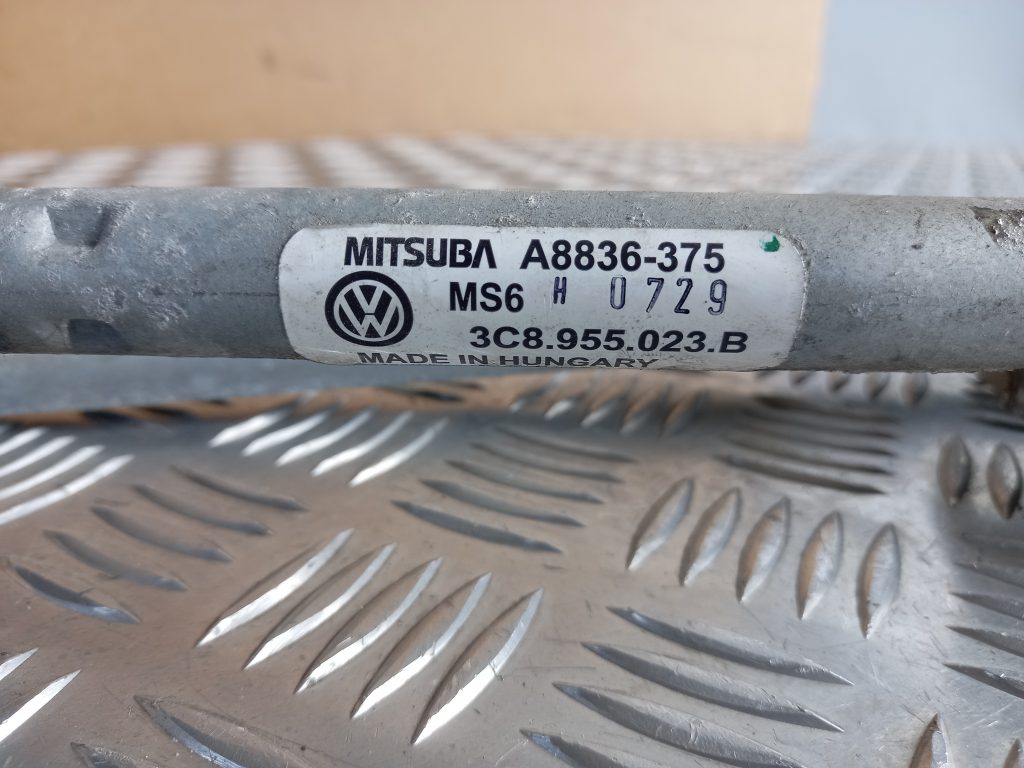 MITSUBA A8836-375
MS6 H 0729
3C8.955.023.B
MADE IN HUNGARY